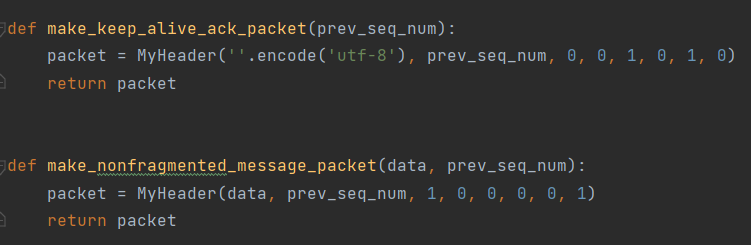 def make_keep_alive_ack_packet(prev_seq_num):
    packet = MyHeader(''.encode('utf-8'), prev_seq_num, 0, 0, 1, 0, 1, 0)
    return packet
def make_nonfragmented_message_packet(data, prev_seq_num):
    packet = MyHeader(data, prev_seq_num, 1, 0, 0, 0, 0, 1)
    return packet